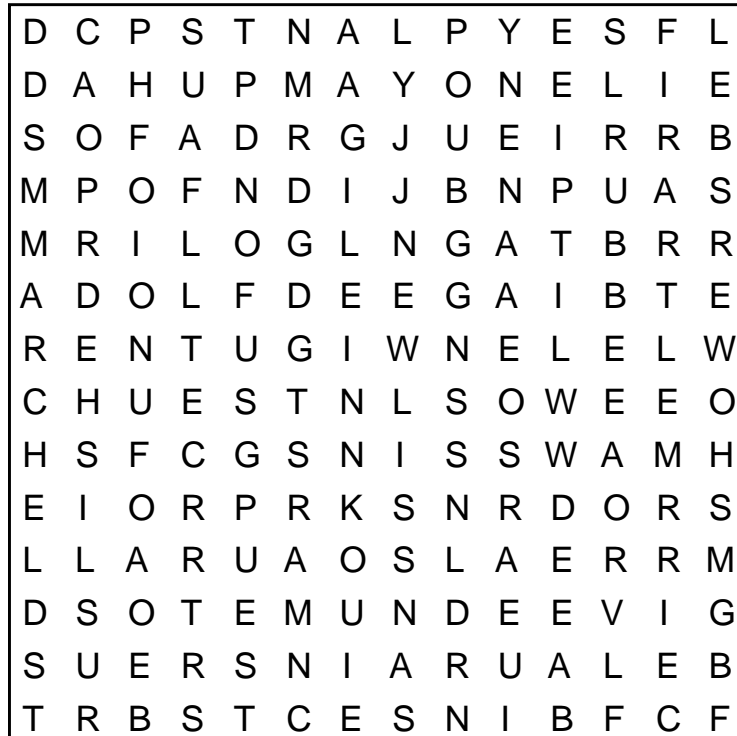 D C P S T N A L P Y E S F L
D A H U P M A Y O N E L I E
S O F A D R G J U E I R R B
M P O F N D I J B N P U A S
M R I L O G L N G A T B R R
A D O L F D E E G A I B T E
R E N T U G I W N E L E L W
C H U E S T N L S O W E E O
H S F C G S N I S S W A M H
E I O R P R K S N R D O R S
L L A R U A O S L A E R R M
D S O T E M U N D E E V I G
S U E R S N I A R U A L E B
T R B S T C E S N I B F C F